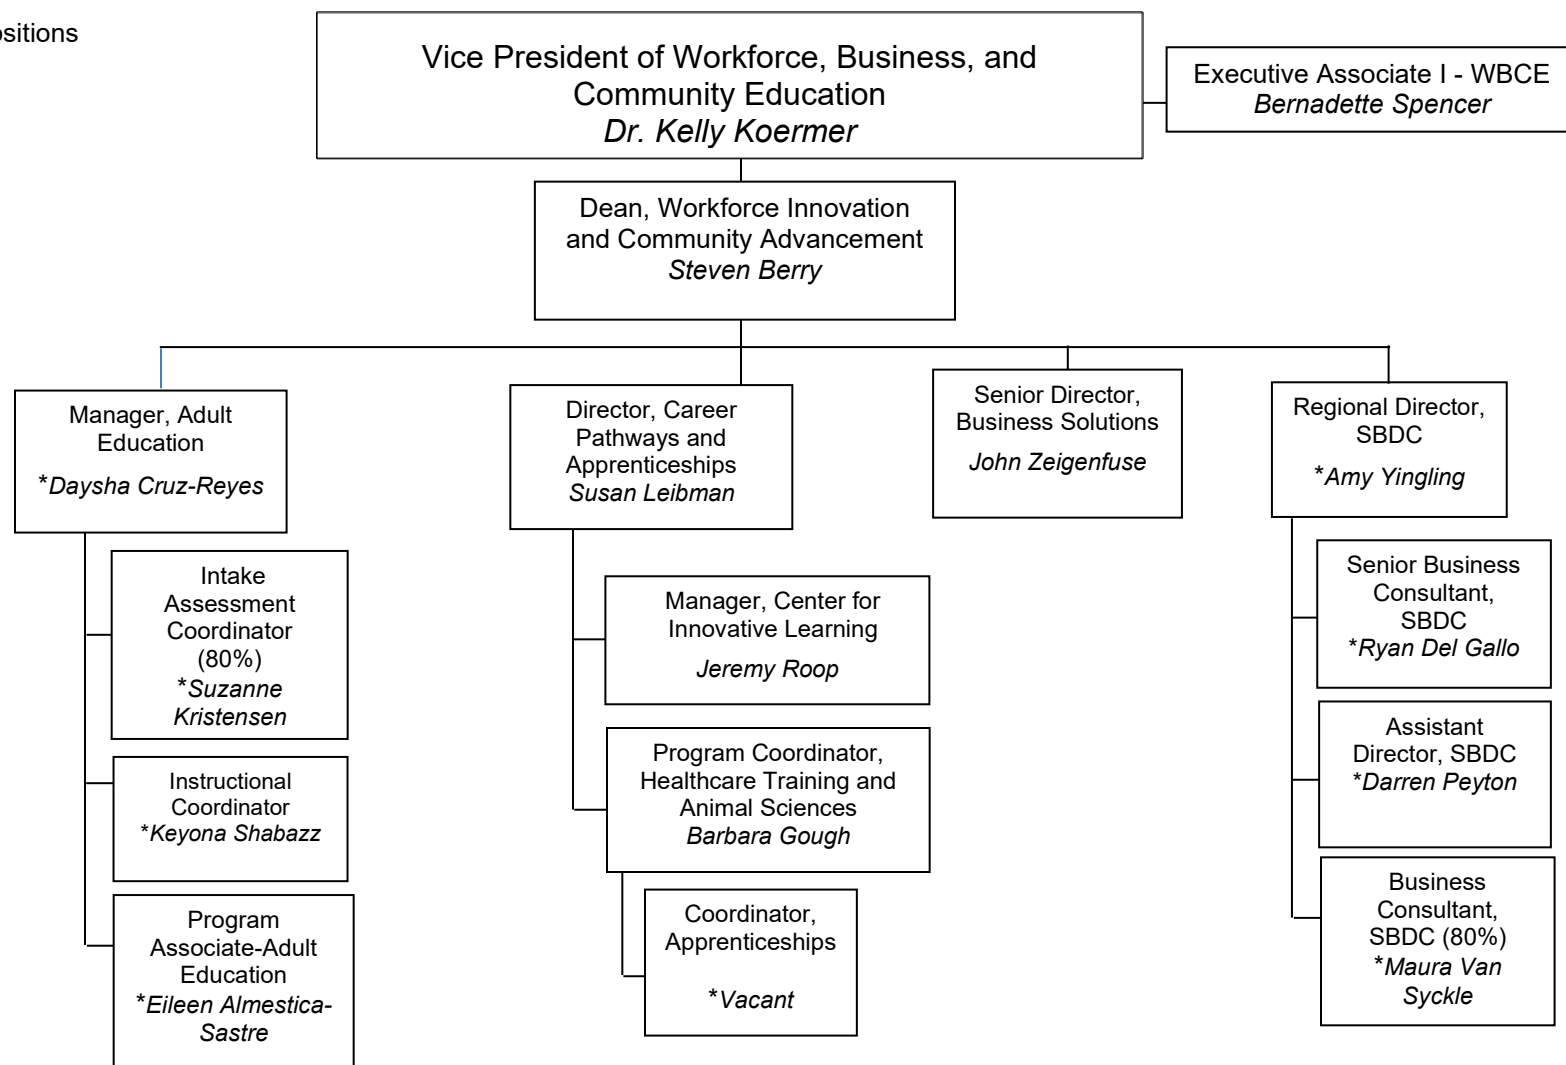 Vice President of Workforce, Business, and
Community Education
Dr. Kelly Koermer
Executive Associate I - WBCE
Bernadette Spencer
Dean, Workforce Innovation
and Community Advancement
Steven Berry
Manager, Adult
Education
*Daysha Cruz-Reyes
Intake
Assessment
Coordinator
(80%)
*Suzanne
Kristensen
Instructional
Coordinator
*Keyona Shabazz
Program
Associate-Adult
Education
*Eileen Almestica-
Sastre
Director, Career
Pathways and
Apprenticeships
Susan Leibman
Manager, Center for
Innovative Learning
Jeremy Roop
Program Coordinator,
Healthcare Training and
Animal Sciences
Barbara Gough
Coordinator,
Apprenticeships
*Vacant
Senior Director,
Business Solutions
John Zeigenfuse
Regional Director,
SBDC
*Amy Yingling
Senior Business
Consultant,
SBDC
*Ryan Del Gallo
Assistant
Director, SBDC
*Darren Peyton
Business
Consultant,
SBDC (80%)
*Maura Van
Syckle